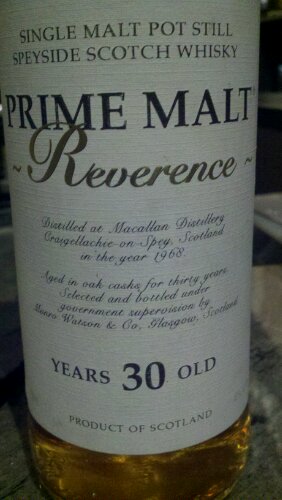 SINGLE MALT POT STILL
SPEYSIDE SCOTCH WHISKY
PRIME MALT
~ Reverence ~
Distilled at Macallan Distillery
Craigellachie-on-Spey, Scotland
in the year 1968
Aged in oak casks for thirty years
Selected and bottled under
government supervision by
Watson & Co, Glasgow, Scotland
YEARS 30 OLD
PRODUCT OF SCOTLAND